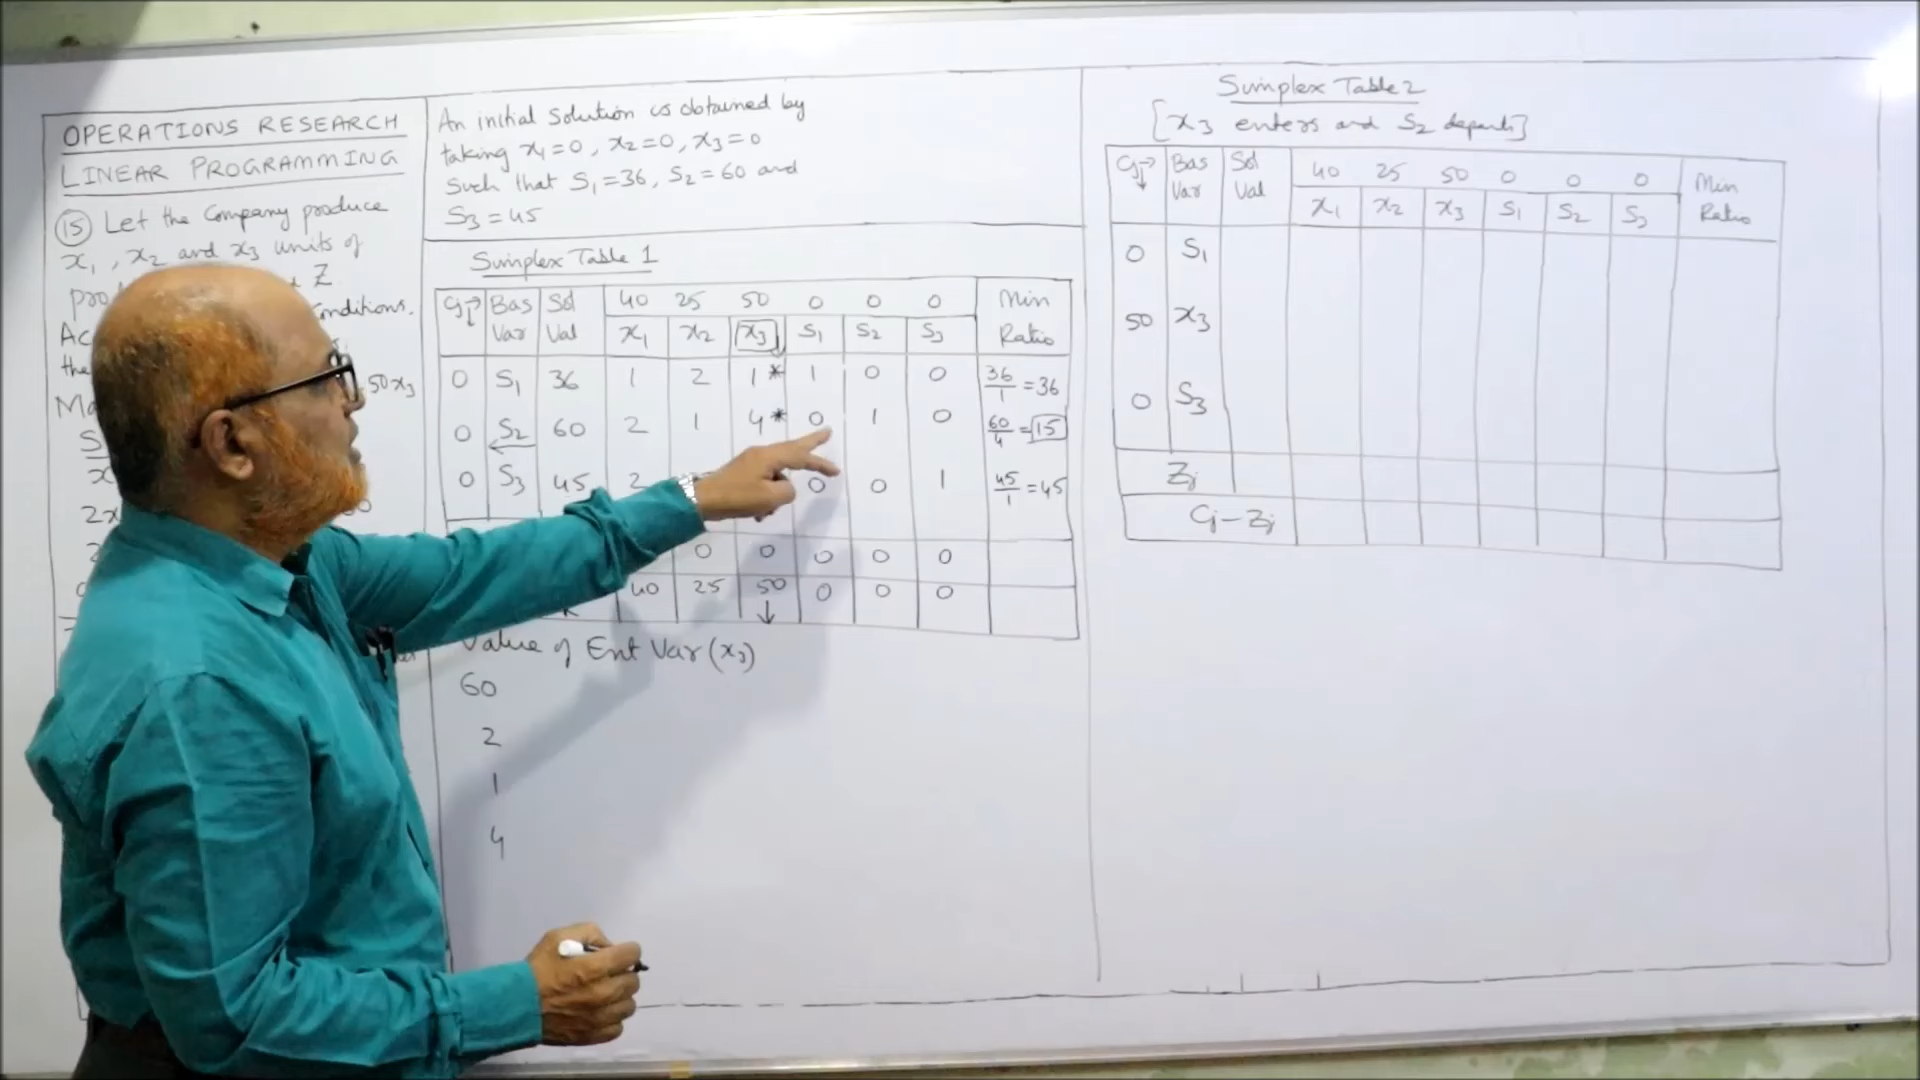 OPERATIONS RESEARCH
LINEAR PROGRAMMING
(15) Let the Company produce
x1, x2 and x3 units of
Z
Conditions.
50x3
2x
An initial Solution is obtained by
taking x1=0, x2=0, x3=0
Such that S1=36, S2=60 and
S3=45
Simplex Table 1
Cj→ Bas Sol 40 25 50 0 0 0 Min
↓ Var Val x1 x2 x3 S1 S2 S3 Ratio
0 S1 36 1 2 1* 1 0 0 36/1=36
0 S2 60 2 1 4* 0 1 0 60/4=15
0 S3 45 2 0 0 1 45/1=45
0 0 0 0 0
40 25 50 0 0 0
Value of Ent Var (x3)
60
2
1
4
Simplex Table 2
[x3 enters and S2 departs]
Cj→ Bas Sol 40 25 50 0 0 0 Min
↓ Var Val x1 x2 x3 S1 S2 S3 Ratio
0 S1
50 x3
0 S3
Zj
Cj-Zj